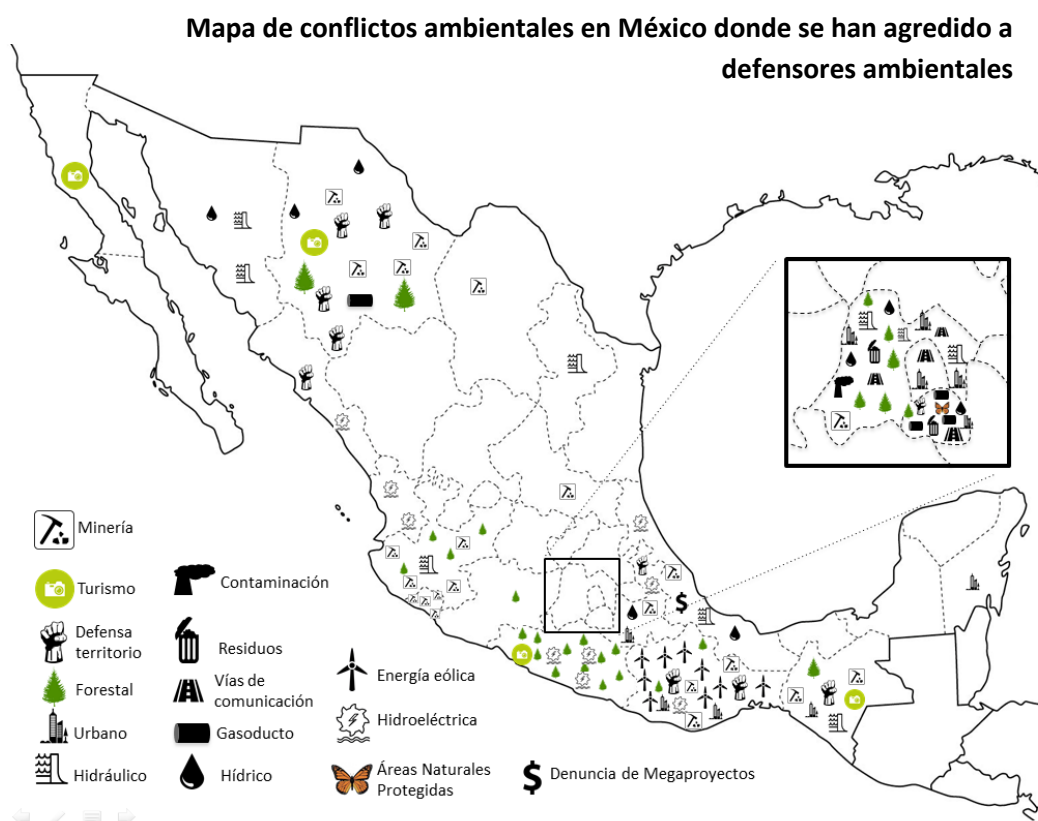 Mapa de conflictos ambientales en México donde se han agredido a
defensores ambientales
Minería
Turismo
Defensa
territorio
Forestal
Urbano
Hidráulico
Contaminación
Residuos
Vías de
comunicación
Gasoducto
Hídrico
Energía eólica
Hidroeléctrica
Áreas Naturales
Protegidas
$ Denuncia de Megaproyectos
$